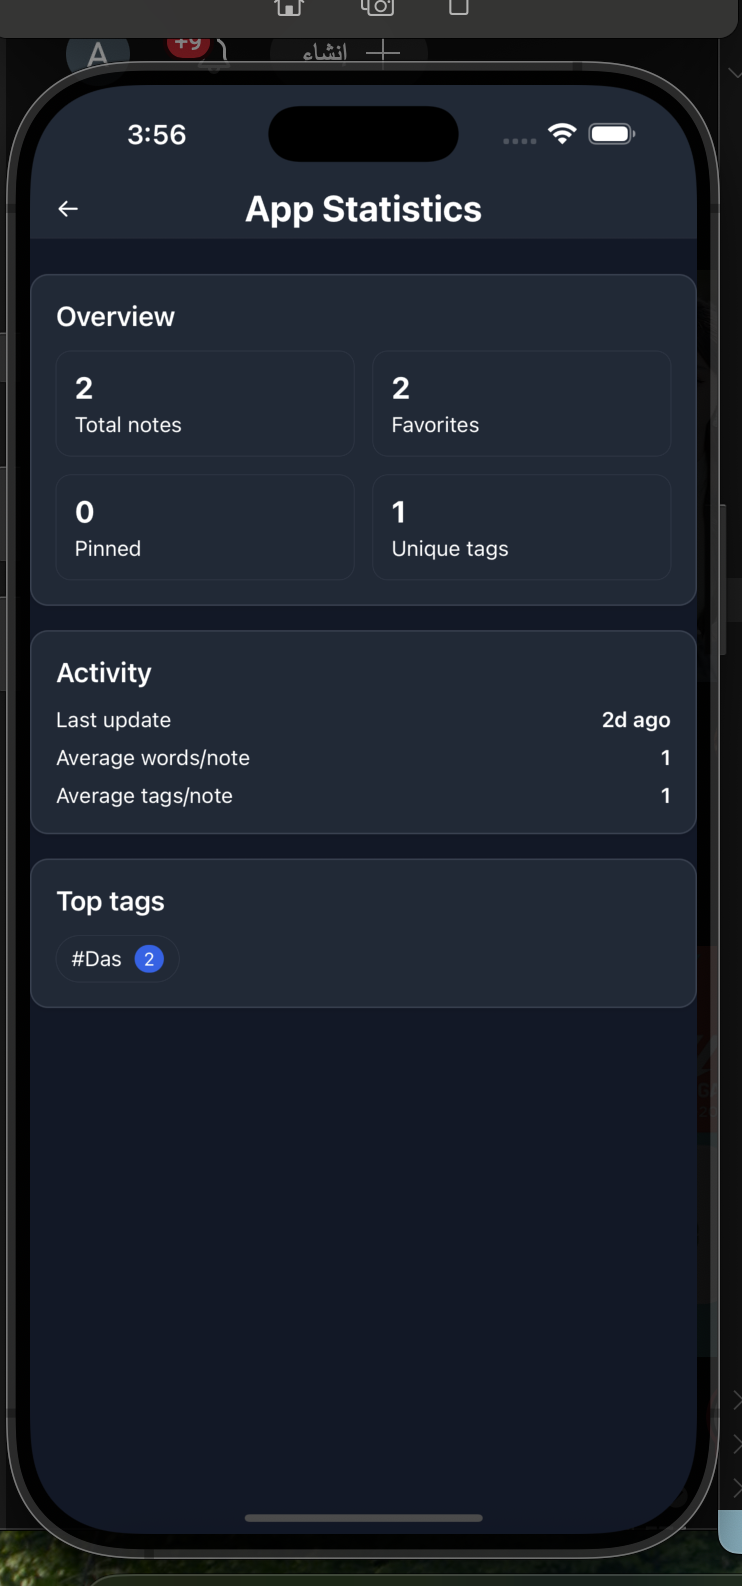 A
+9
إنشاء
3:56
App Statistics
Overview
2
Total notes
2
Favorites
0
Pinned
1
Unique tags
Activity
Last update 2d ago
Average words/note 1
Average tags/note 1
Top tags
#Das 2